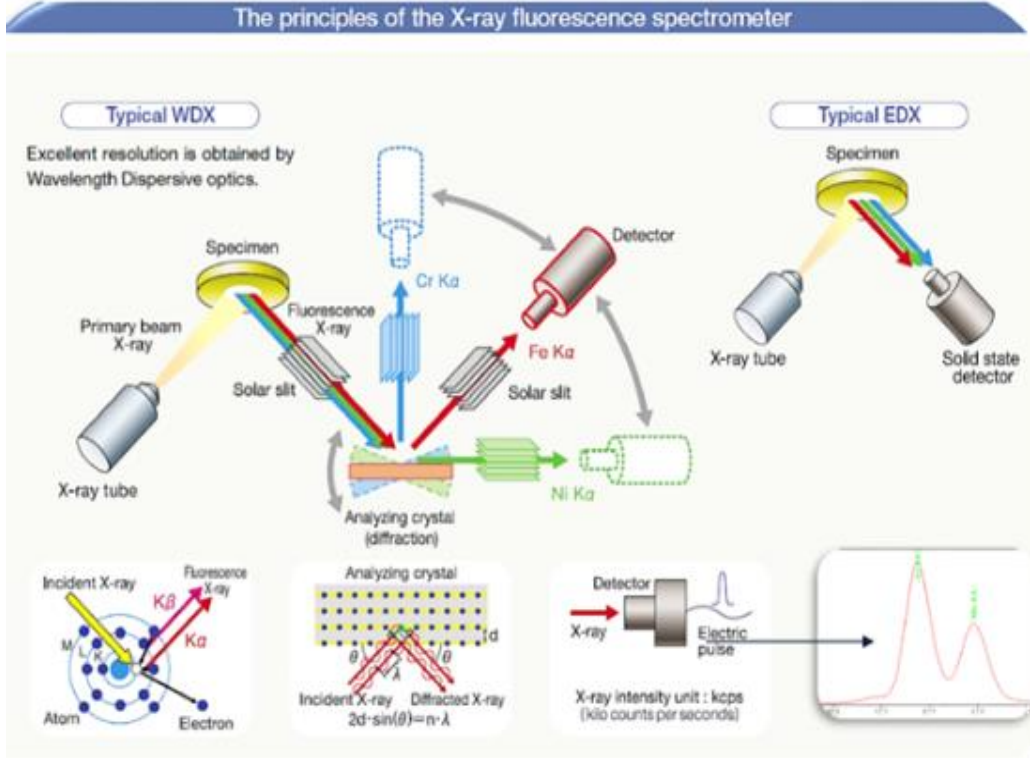 The principles of the X-ray fluorescence spectrometer
Typical WDX
Excellent resolution is obtained by
Wavelength Dispersive optics.
Specimen
Primary beam
X-ray
Fluorescence
X-ray
Solar slit
X-ray tube
Cr Kα
Detector
Fe Kα
Solar slit
Ni Kα
Analyzing crystal
(diffraction)
Typical EDX
Specimen
X-ray tube
Solid state
detector
Incident X-ray
Fluorescence
X-ray
Kβ
Kα
M
L
K
Atom
Electron
Analyzing crystal
d
θ
θ
λ
Incident X-ray
Diffracted X-ray
2d·sin(θ)=n·λ
Detector
X-ray
Electric
pulse
X-ray intensity unit : kcps
(kilo counts per seconds)